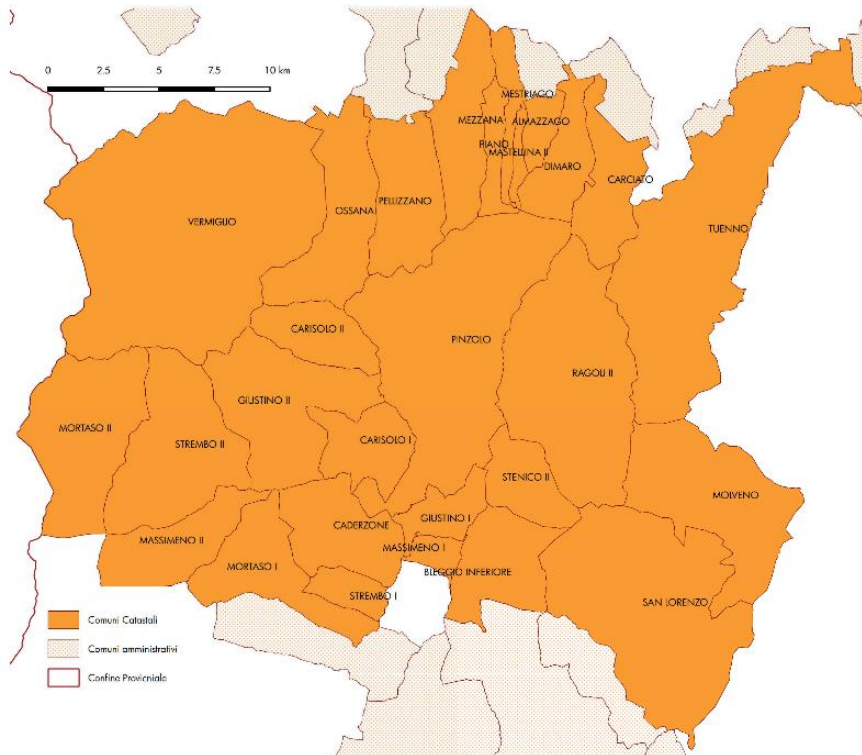 0 2.5 5 7.5 10 km
MESTRIAGO
MEZZANA
ALMAZZAGO
PIANO
MASTELLINA II
DIMARO
CARCIATO
PELLIZZANO
OSSANA
VERMIGLIO
TUENNO
CARISOLO II
PINZOLO
RAGOLI II
GIUSTINO II
MORTASO II
STREMBO II
CARISOLO I
STENICO II
MOLVENO
GIUSTINO I
CADERZONE
MASSIMENO II
MASSIMENO I
MORTASO I
BLEGGIO INFERIORE
STREMBO I
SAN LORENZO
Comuni Catastali
Comuni amministrativi
Confine Provicniale